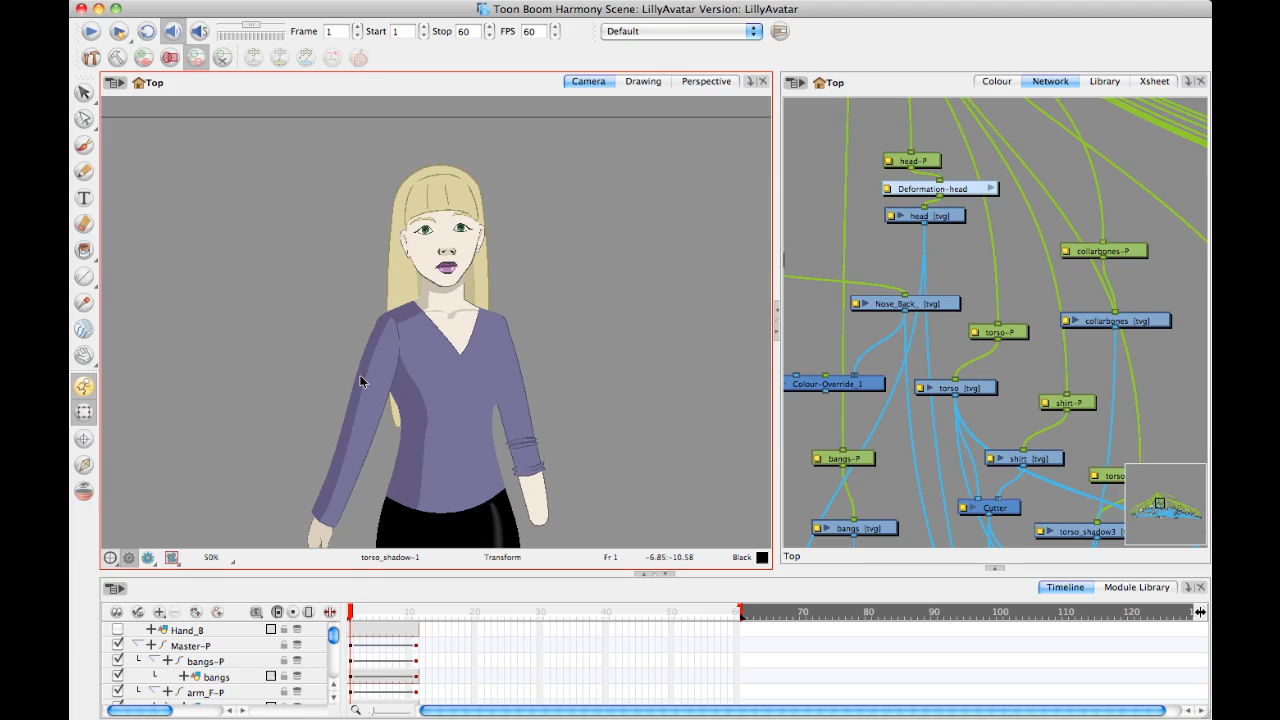 Toon Boom Harmony Scene: LillyAvatar Version: LillyAvatar
Frame 1 Start 1 Stop 60 FPS 60 Default
Top Camera Drawing Perspective
Top Colour Network Library Xsheet
head-P
Deformation-head
head [tvg]
collarbones-P
Nose_Back_ [tvg]
collarbones [tvg]
torso-P
Colour-Override_1
torso [tvg]
shirt-P
bangs-P
shirt [tvg]
torso
Cutter
bangs [tvg]
torso_shadow3 [tvg]
50% torso_shadow-1 Transform Fr 1 -6.85:-10.58 Black
Top
Timeline Module Library
10 20 30 40 50 60 70 80 90 100 110 120
Hand_B
Master-P
bangs-P
bangs
arm_F-P